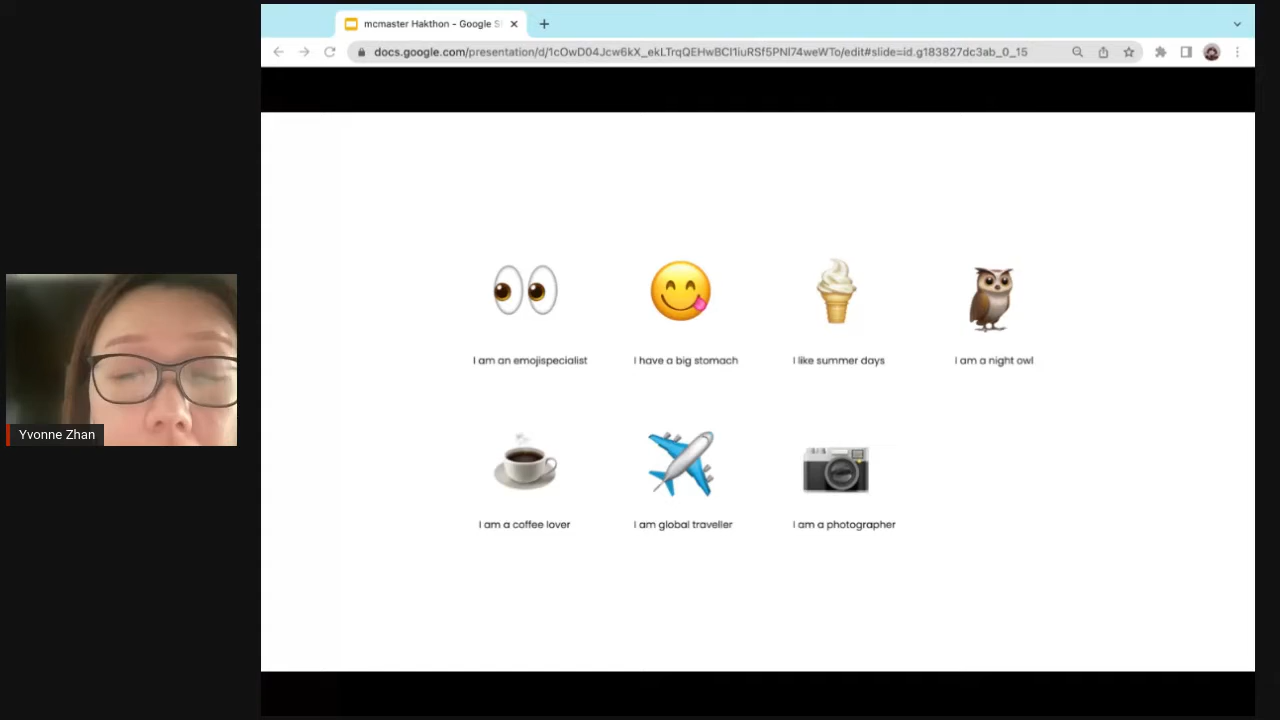 mcmaster Hakthon - Google S
docs.google.com/presentation/d/1cOwD04Jcw6kX_ekLTrqQEHwBCl1iuRSf5PNl74weWTo/edit#slide=id.g183827dc3ab_0_15
I am an emojispecialist
I have a big stomach
I like summer days
I am a night owl
Yvonne Zhan
I am a coffee lover
I am global traveller
I am a photographer